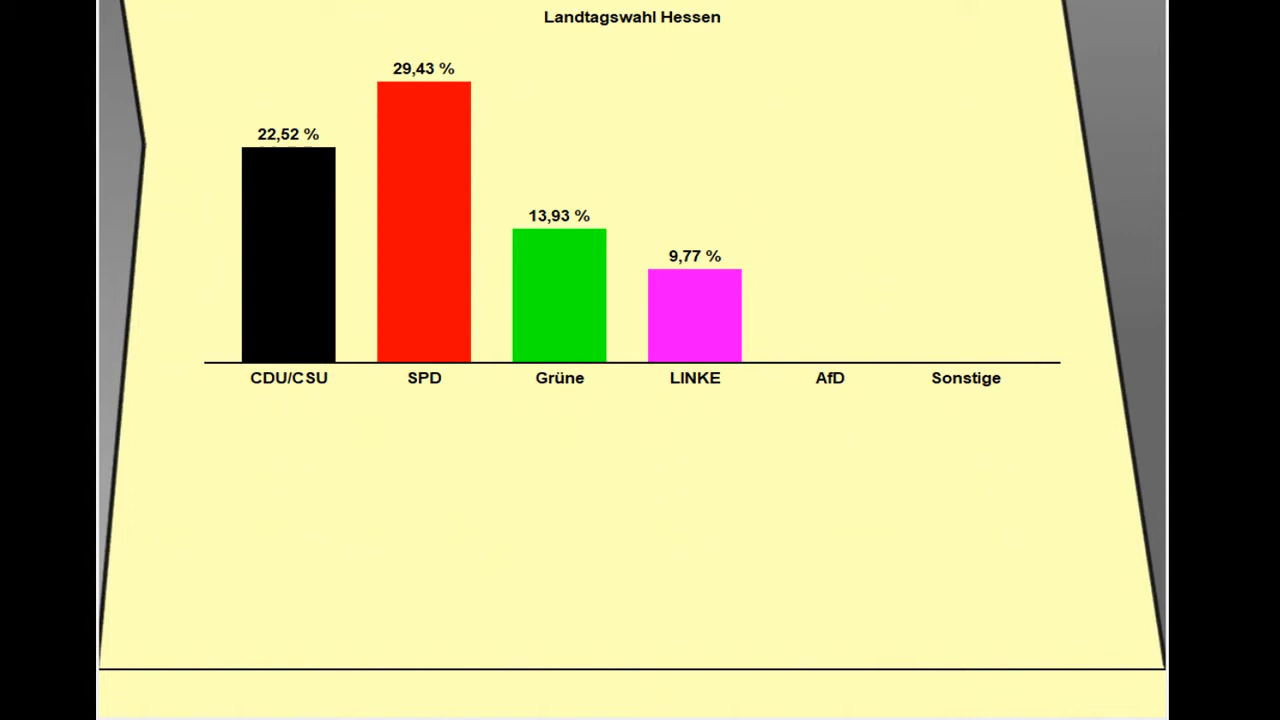 Landtagswahl Hessen
29,43 %
22,52 %
13,93 %
9,77 %
CDU/CSU SPD Grüne LINKE AfD Sonstige